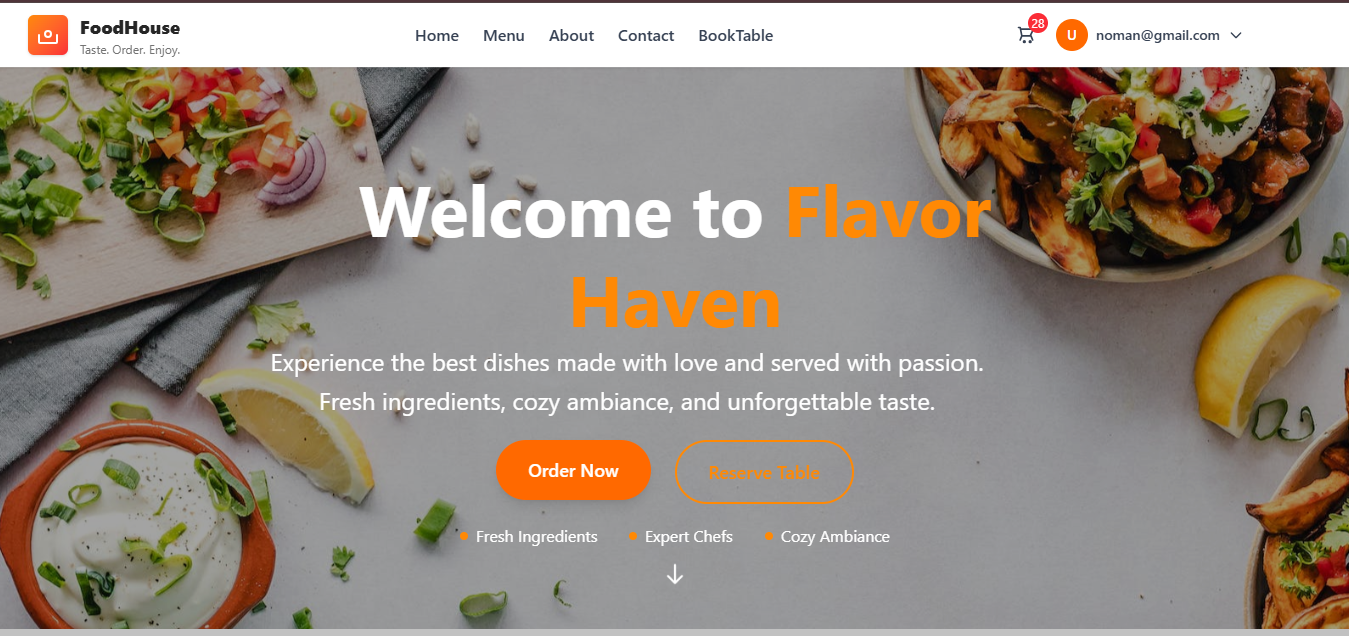 FoodHouse
Taste. Order. Enjoy.
Home Menu About Contact BookTable
28
U
noman@gmail.com
Welcome to Flavor
Haven
Experience the best dishes made with love and served with passion.
Fresh ingredients, cozy ambiance, and unforgettable taste.
Order Now
Reserve Table
Fresh Ingredients
Expert Chefs
Cozy Ambiance